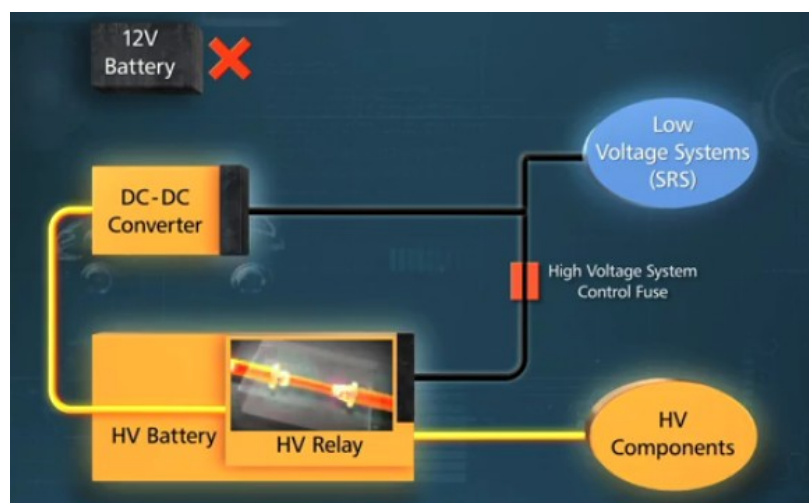 12V
Battery
Low
Voltage Systems
(SRS)
DC-DC
Converter
High Voltage System
Control Fuse
HV Battery
HV Relay
HV
Components